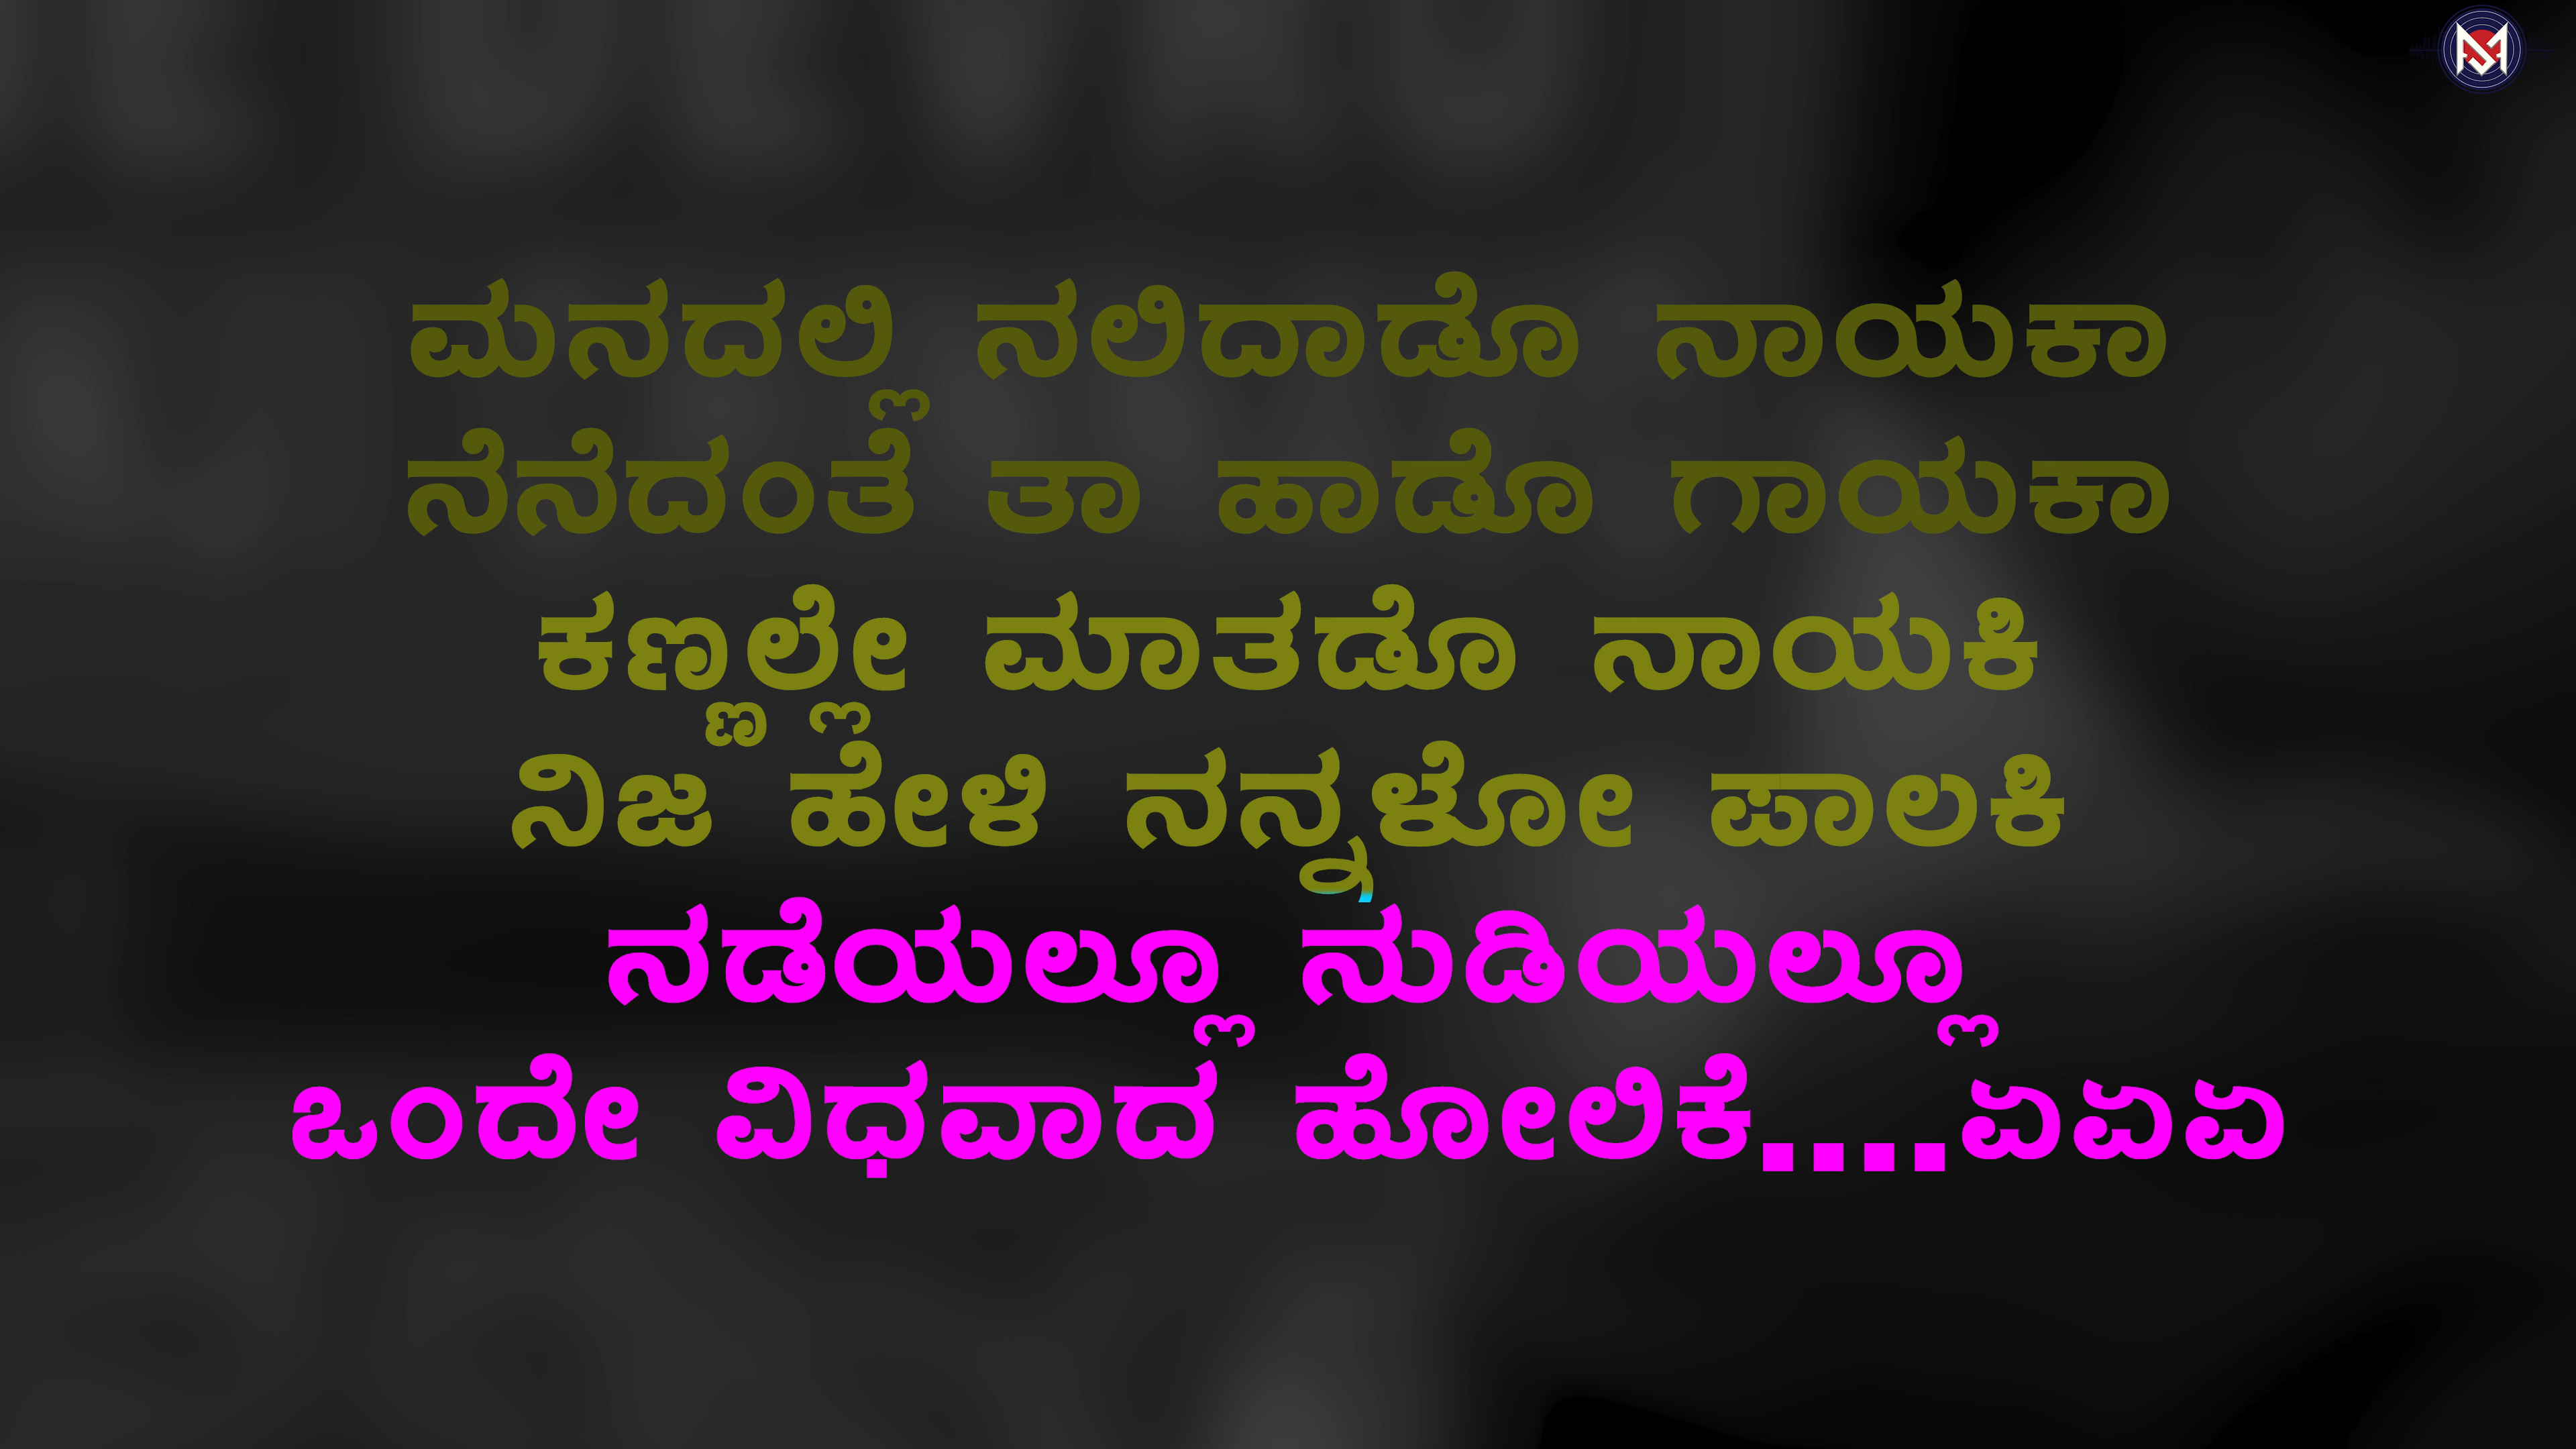 ಮನದಲ್ಲಿ ನಲಿದಾಡೊ ನಾಯಕಾ
ನೆನೆದಂತೆ ತಾ ಹಾಡೊ ಗಾಯಕಾ
ಕಣ್ಣಲ್ಲೇ ಮಾತಡೊ ನಾಯಕಿ
ನಿಜ ಹೇಳಿ ನನ್ನಳೋ ಪಾಲಕಿ
ನಡೆಯಲ್ಲೂ ನುಡಿಯಲ್ಲೂ
ಒಂದೇ ವಿಧವಾದ ಹೋಲಿಕೆ....ಏಏಏ